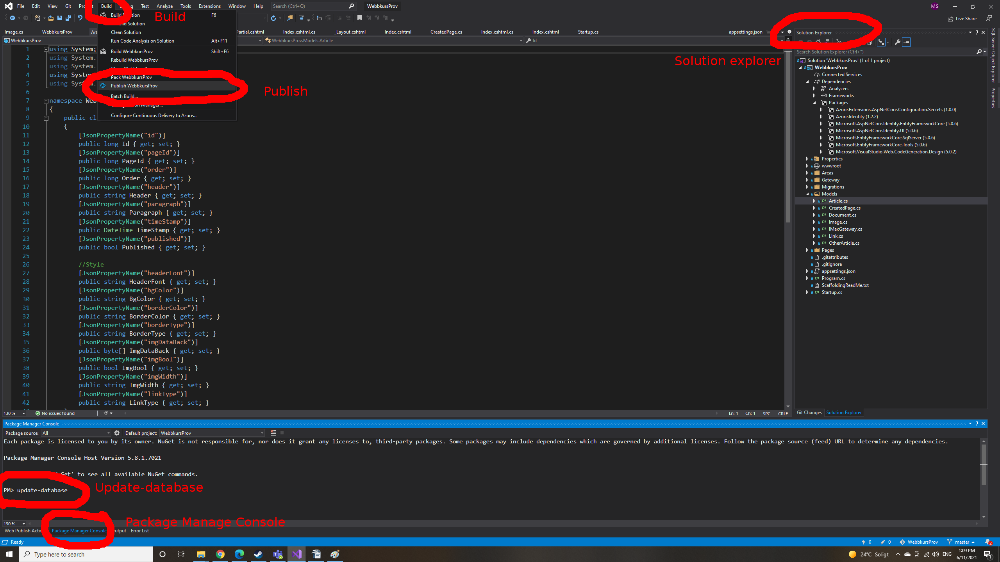 File Edit View Git Build Test Analyze Tools Extensions Window Help Search (Ctrl+Q) WebbkursProv MS
Live Share
Build Solution F6
Build
Clean Solution
Run Code Analysis on Solution Alt+F11
Build WebbkursProv Shift+F6
Rebuild WebbkursProv
Pack WebbkursProv
Publish WebbkursProv
Publish
Batch Build...
Configure Continuous Delivery to Azure...
Image.cs WebbkursProv Partial.cshtml Index.cshtml.cs _Layout.cshtml Index.cshtml CreatedPage.cs Index.cshtml.cs Index.cshtml Startup.cs appsettings.json
WebbkursProv WebbkursProv.Models.Article Id
1 using System;
2 using System.
3 using System.
4 using System
5 using System.
6
7 namespace Web
8 {
9 public cl
10 {
11 [JsonPropertyName("id")]
12 public long Id { get; set; }
13 [JsonPropertyName("pageId")]
14 public long PageId { get; set; }
15 [JsonPropertyName("order")]
16 public long Order { get; set; }
17 [JsonPropertyName("header")]
18 public string Header { get; set; }
19 [JsonPropertyName("paragraph")]
20 public string Paragraph { get; set; }
21 [JsonPropertyName("timeStamp")]
22 public DateTime TimeStamp { get; set; }
23 [JsonPropertyName("published")]
24 public bool Published { get; set; }
25
26 //Style
27 [JsonPropertyName("headerFont")]
28 public string HeaderFont { get; set; }
29 [JsonPropertyName("bgColor")]
30 public string BgColor { get; set; }
31 [JsonPropertyName("borderColor")]
32 public string BorderColor { get; set; }
33 [JsonPropertyName("borderType")]
34 public string BorderType { get; set; }
35 [JsonPropertyName("imgDataBack")]
36 public byte[] ImgDataBack { get; set; }
37 [JsonPropertyName("imgBool")]
38 public bool ImgBool { get; set; }
39 [JsonPropertyName("imgWidth")]
40 public string ImgWidth { get; set; }
41 [JsonPropertyName("linkType")]
42 public string LinkType { get; set; }
130 % No issues found Ln: 1 Ch: 1 SPC CRLF
Solution explorer
Solution Explorer
Search Solution Explorer (Ctrl+¨)
Solution 'WebbkursProv' (1 of 1 project)
WebbkursProv
Connected Services
Dependencies
Analyzers
Frameworks
Packages
Azure.Extensions.AspNetCore.Configuration.Secrets (1.0.0)
Azure.Identity (1.2.2)
Microsoft.AspNetCore.Identity.EntityFrameworkCore (5.0.6)
Microsoft.AspNetCore.Identity.UI (5.0.6)
Microsoft.EntityFrameworkCore.SqlServer (5.0.6)
Microsoft.EntityFrameworkCore.Tools (5.0.6)
Microsoft.VisualStudio.Web.CodeGeneration.Design (5.0.2)
Properties
wwwroot
Areas
Gateway
Migrations
Models
Article.cs
CreatedPage.cs
Document.cs
Image.cs
IMaxGateway.cs
Link.cs
OtherArticle.cs
Pages
.gitattributes
.gitignore
appsettings.json
Program.cs
ScaffoldingReadMe.txt
Startup.cs
Git Changes Solution Explorer
SQL Server Object Explorer
Properties
Package Manager Console
Package source: All Default project: WebbkursProv
Each package is licensed to you by its owner. NuGet is not responsible for, nor does it grant any licenses to, third-party packages. Some packages may include dependencies which are governed by additional licenses. Follow the package source (feed) URL to determine any dependencies.
Package Manager Console Host Version 5.8.1.7021
Get' to see all available NuGet commands.
PM> update-database
Update-database
130 %
Package Manage Console
Web Publish Activ Package Manager Console utput Error List
Ready 0 0 WebbkursProv master 2
Type here to search 24°C Soligt ENG 1:09 PM
6/11/2021 1